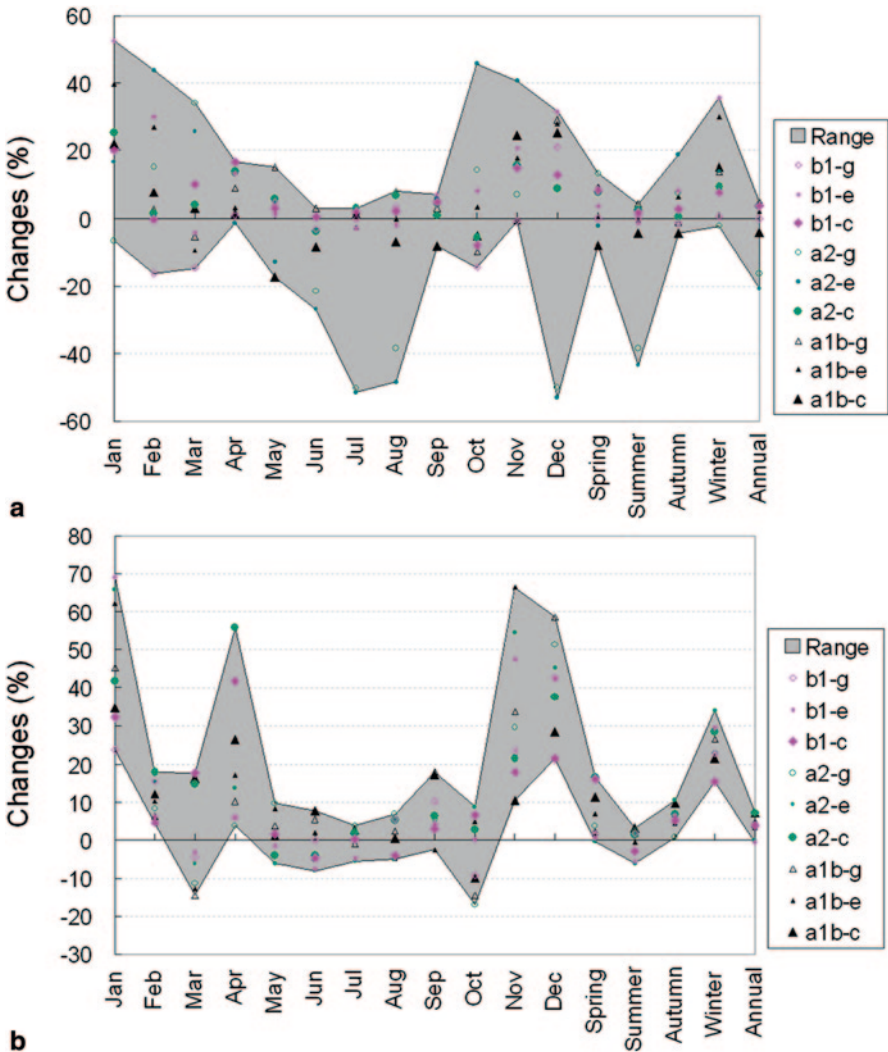 60
40
20
0
-20
-40
-60
Changes (%)
Jan
Feb
Mar
Apr
May
Jun
Jul
Aug
Sep
Oct
Nov
Dec
Spring
Summer
Autumn
Winter
Annual
Range
b1-g
b1-e
b1-c
a2-g
a2-e
a2-c
a1b-g
a1b-e
a1b-c
a
80
70
60
50
40
30
20
10
0
-10
-20
-30
Changes (%)
Jan
Feb
Mar
Apr
May
Jun
Jul
Aug
Sep
Oct
Nov
Dec
Spring
Summer
Autumn
Winter
Annual
Range
b1-g
b1-e
b1-c
a2-g
a2-e
a2-c
a1b-g
a1b-e
a1b-c
b